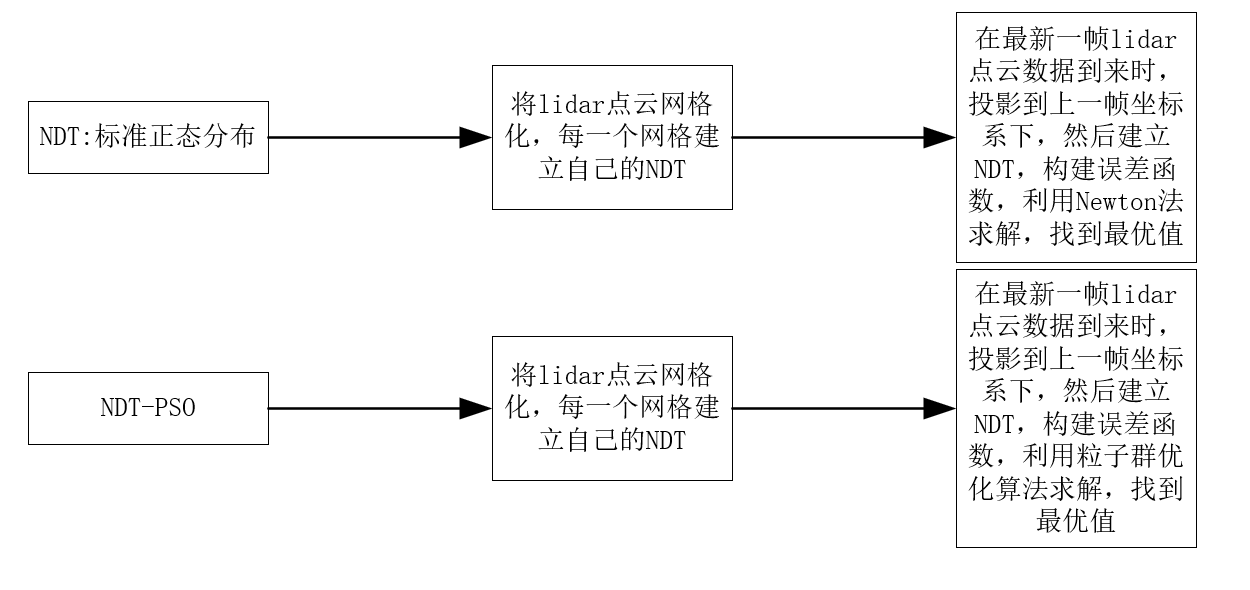 NDT:标准正态分布
将lidar点云网格
化，每一个网格建
立自己的NDT
在最新一帧lidar
点云数据到来时，
投影到上一帧坐标
系下，然后建立
NDT，构建误差函
数，利用Newton法
求解，找到最优值
NDT-PSO
将lidar点云网格
化，每一个网格建
立自己的NDT
在最新一帧lidar
点云数据到来时，
投影到上一帧坐标
系下，然后建立
NDT，构建误差函
数，利用粒子群优
化算法求解，找到
最优值